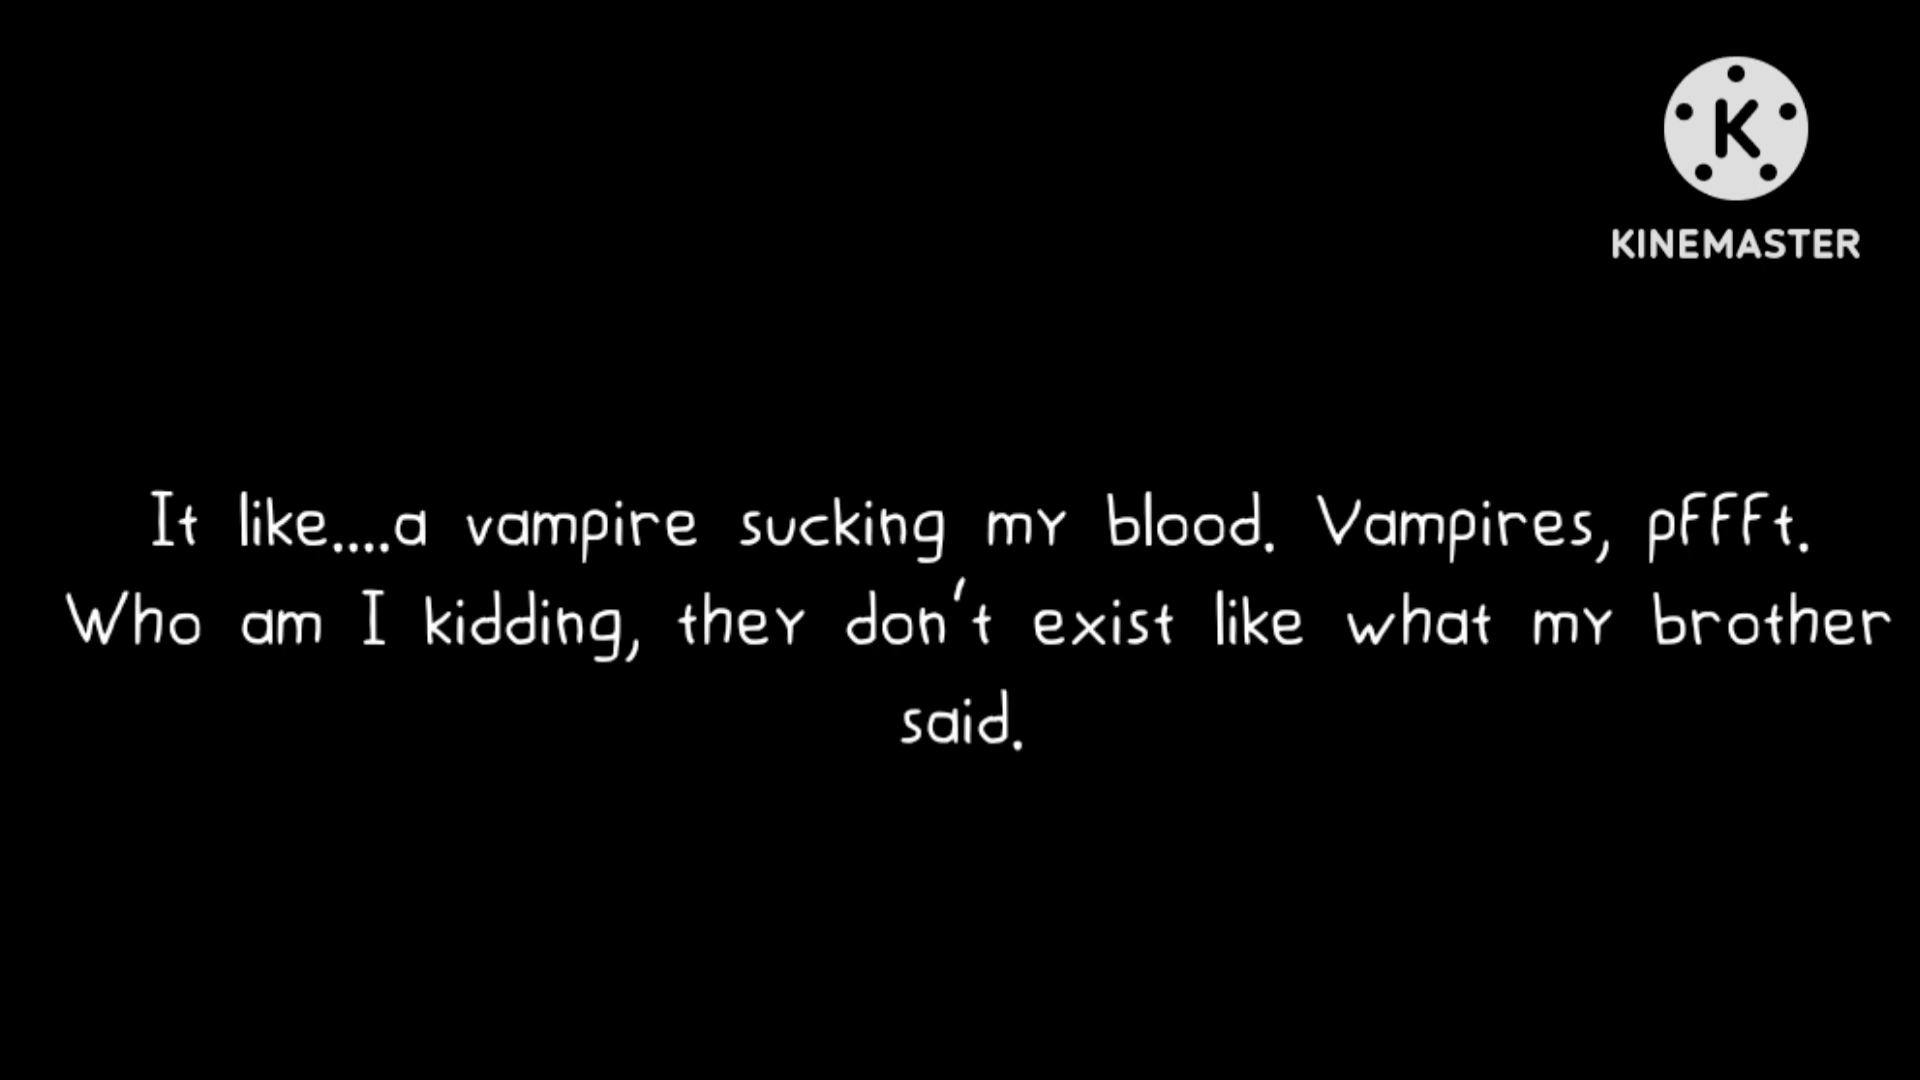 K
KINEMASTER
It like....a vampire sucking my blood. Vampires, pffft.
Who am I kidding, they don't exist like what my brother
said.